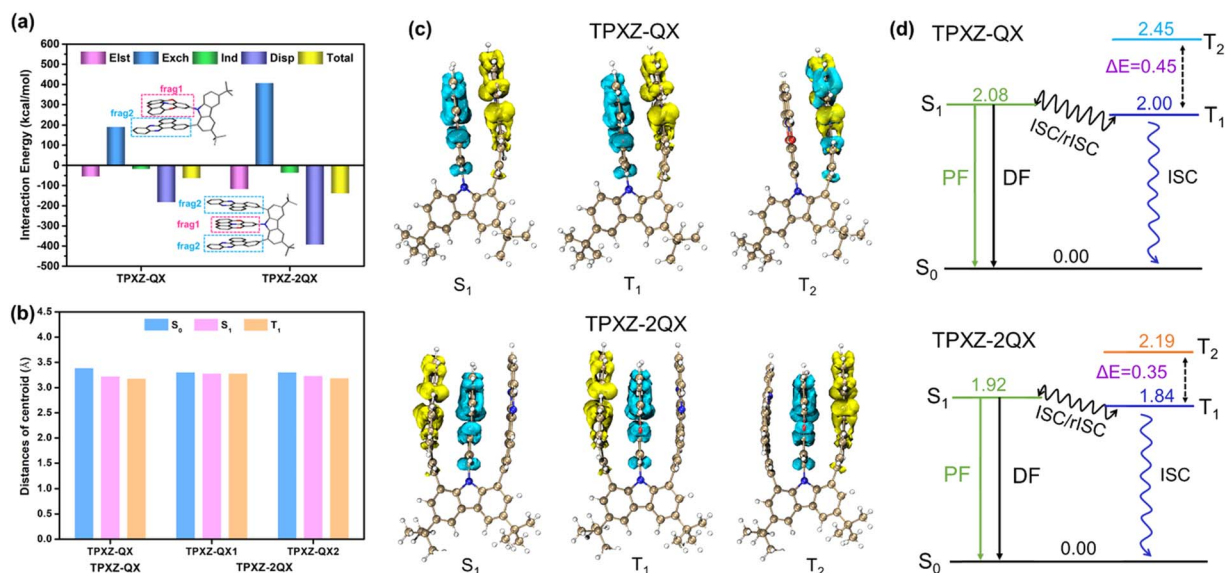 (a)
Interaction Energy (kcal/mol)
600
500
400
300
200
100
0
-100
-200
-300
-400
-500
Elst Exch Ind Disp Total
frag1
frag2
frag2
frag1
frag2
TPXZ-QX TPXZ-2QX
(b)
Distances of centroid (Å)
4.5
4.0
3.5
3.0
2.5
2.0
1.5
1.0
0.5
0.0
S₀ S₁ T₁
TPXZ-QX TPXZ-QX1 TPXZ-QX2
TPXZ-QX TPXZ-2QX
(c)
TPXZ-QX
S₁ T₁ T₂
TPXZ-2QX
S₁ T₁ T₂
(d)
TPXZ-QX
2.45 T₂
ΔE=0.45
S₁ 2.08
2.00 T₁
ISC/rISC
PF DF ISC
0.00
S₀
TPXZ-2QX
2.19 T₂
ΔE=0.35
S₁ 1.92
1.84 T₁
ISC/rISC
PF DF ISC
0.00
S₀